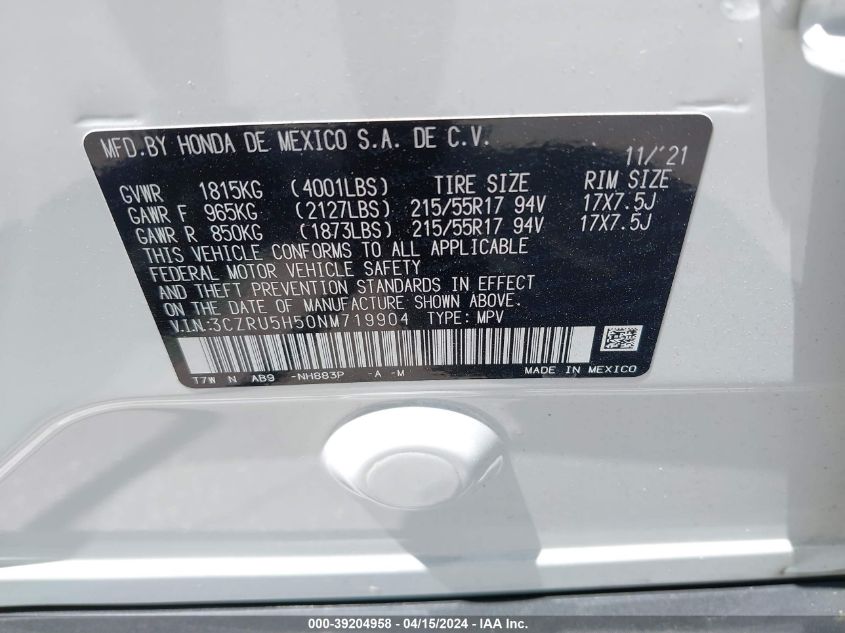 MFD.BY HONDA DE MEXICO S.A. DE C.V. 11/'21
GVWR 1815KG (4001LBS) TIRE SIZE RIM SIZE
GAWR F 965KG (2127LBS) 215/55R17 94V 17X7.5J
GAWR R 850KG (1873LBS) 215/55R17 94V 17X7.5J
THIS VEHICLE CONFORMS TO ALL APPLICABLE
FEDERAL MOTOR VEHICLE SAFETY
AND THEFT PREVENTION STANDARDS IN EFFECT
ON THE DATE OF MANUFACTURE SHOWN ABOVE.
V.I.N:3CZRU5H50NM719904 TYPE: MPV
T7W N AB9 -NH883P -A -M MADE IN MEXICO
000-39204958 - 04/15/2024 - IAA Inc.